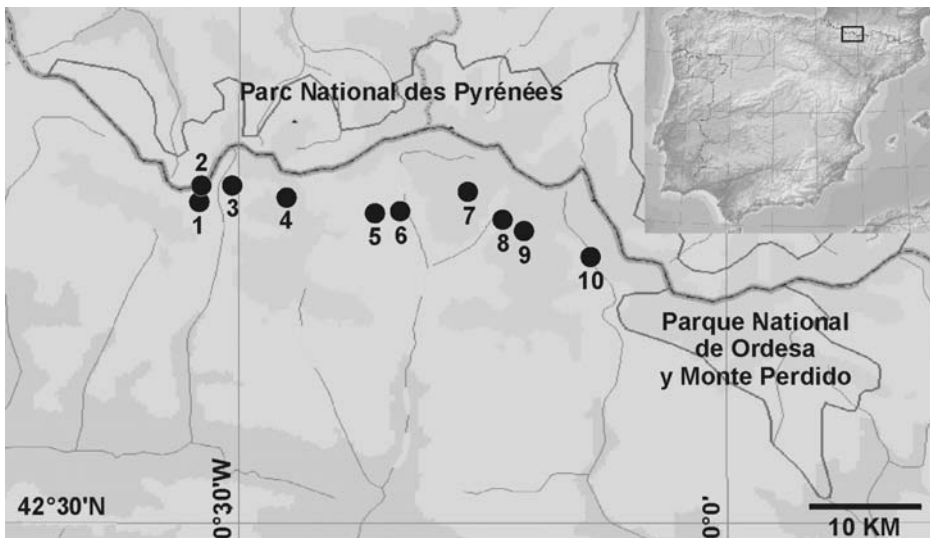 Parc National des Pyrénées
2
1
3
4
5
6
7
8
9
10
Parque National
de Ordesa
y Monte Perdido
42°30'N
0°30'W
0°0'
10 KM